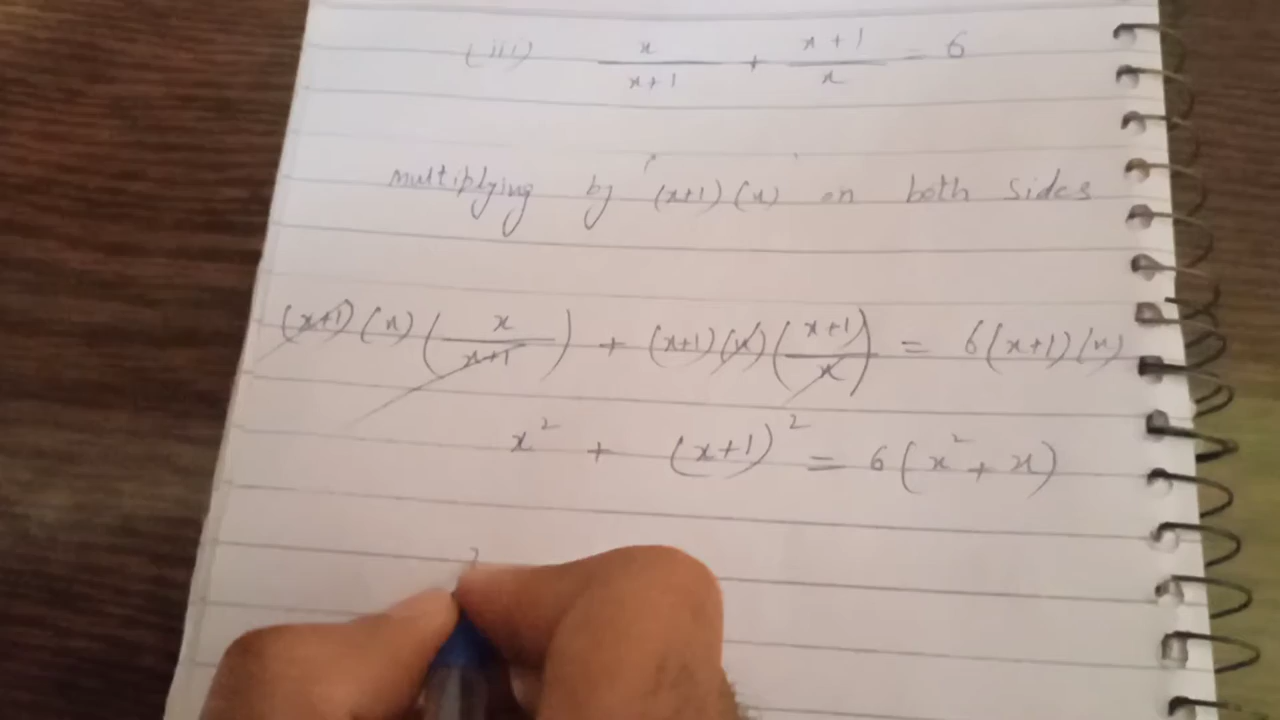 (iii) x/(x+1) + (x+1)/x = 6
multiplying by (x+1)(x) on both sides
(x+1)(x)(x/(x+1)) + (x+1)(x)((x+1)/x) = 6(x+1)(x)
x² + (x+1)² = 6(x² + x)